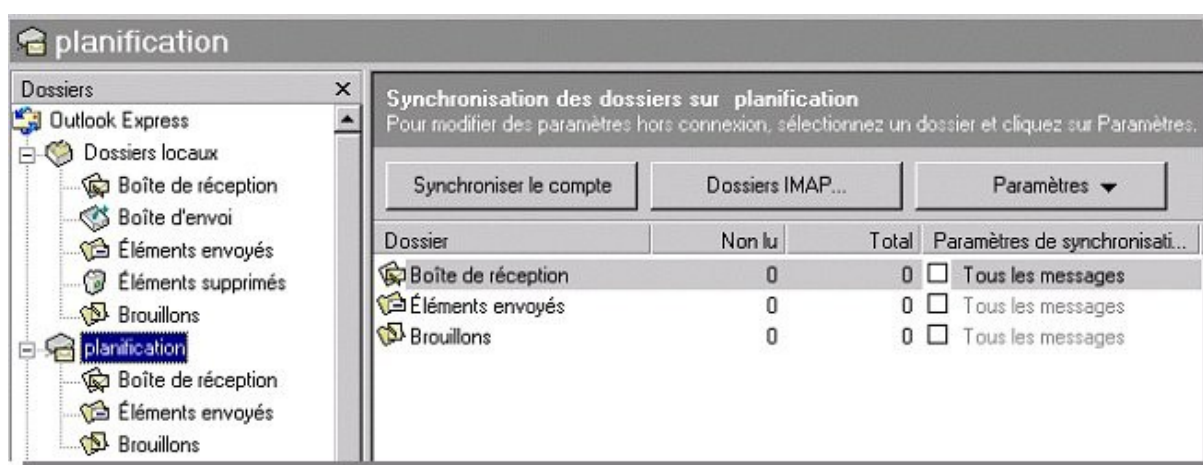 planification
Dossiers
Outlook Express
Dossiers locaux
Boîte de réception
Boîte d'envoi
Éléments envoyés
Éléments supprimés
Brouillons
planification
Boîte de réception
Éléments envoyés
Brouillons
Synchronisation des dossiers sur planification
Pour modifier des paramètres hors connexion, sélectionnez un dossier et cliquez sur Paramètres.
Synchroniser le compte Dossiers IMAP... Paramètres
Dossier Non lu Total Paramètres de synchronisati...
Boîte de réception 0 0 Tous les messages
Éléments envoyés 0 0 Tous les messages
Brouillons 0 0 Tous les messages